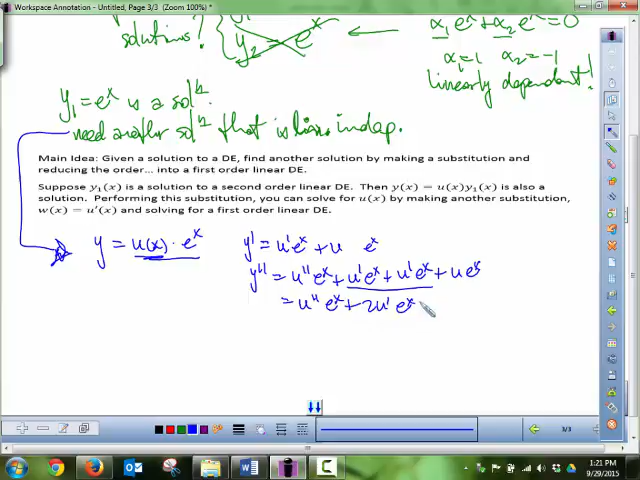 Workspace Annotation - Untitled, Page 3/3 (Zoom 200%)
solutions?
y₂ = eˣ
α₁eˣ + α₂eˣ = 0
α₁ = 1 α₂ = -1
linearly dependent!
y₁ = eˣ is a solⁿ.
need another solⁿ that is lin. indep.
Main Idea: Given a solution to a DE, find another solution by making a substitution and
reducing the order... into a first order linear DE.
Suppose y₁(x) is a solution to a second order linear DE. Then y(x) = u(x)y₁(x) is also a
solution. Performing this substitution, you can solve for u(x) by making another substitution,
w(x) = u′(x) and solving for a first order linear DE.
y = u(x) · eˣ
y' = u'eˣ + u eˣ
y'' = u''eˣ + u'eˣ + u'eˣ + ueˣ
= u''eˣ + 2u'eˣ
3/3
1:21 PM
9/29/2015